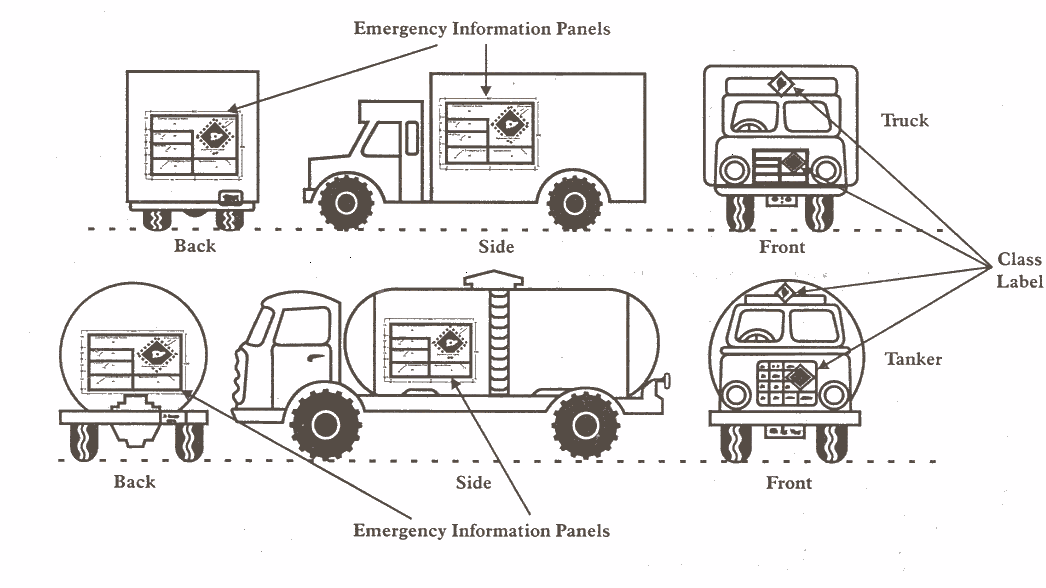 Emergency Information Panels
Truck
Back
Side
Front
Class
Label
Tanker
Back
Side
Front
Emergency Information Panels